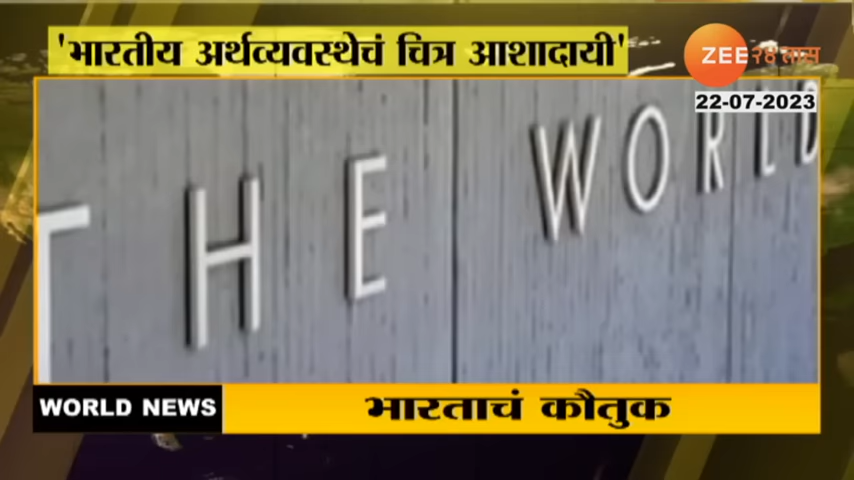 'भारतीय अर्थव्यवस्थेचं चित्र आशादायी'
ZEE २४ तास
22-07-2023
THE WORLD
WORLD NEWS
भारताचं कौतुक